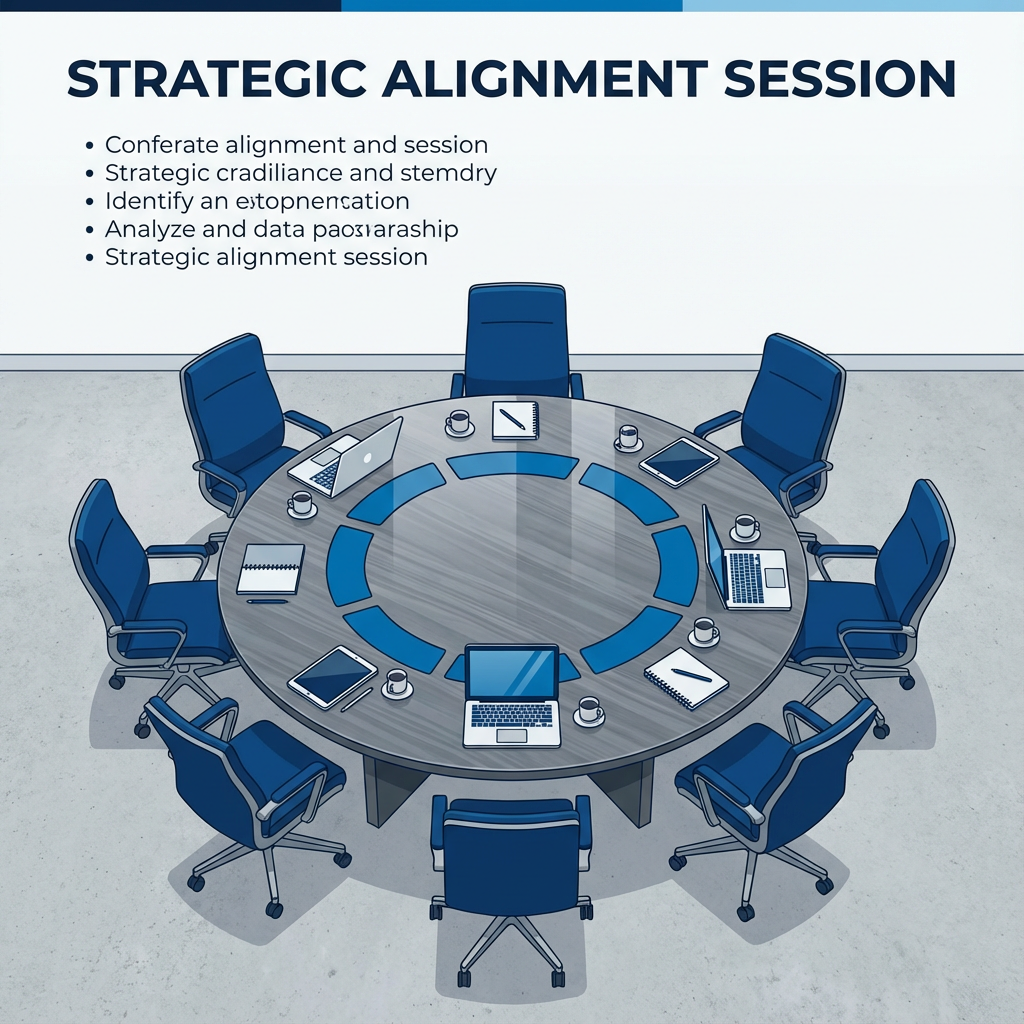 STRATEGIC ALIGNMENT SESSION
• Conferate alignment and session
• Strategic cradiliance and stemdry
• Identify an
• Analyze and data
• Strategic alignment session